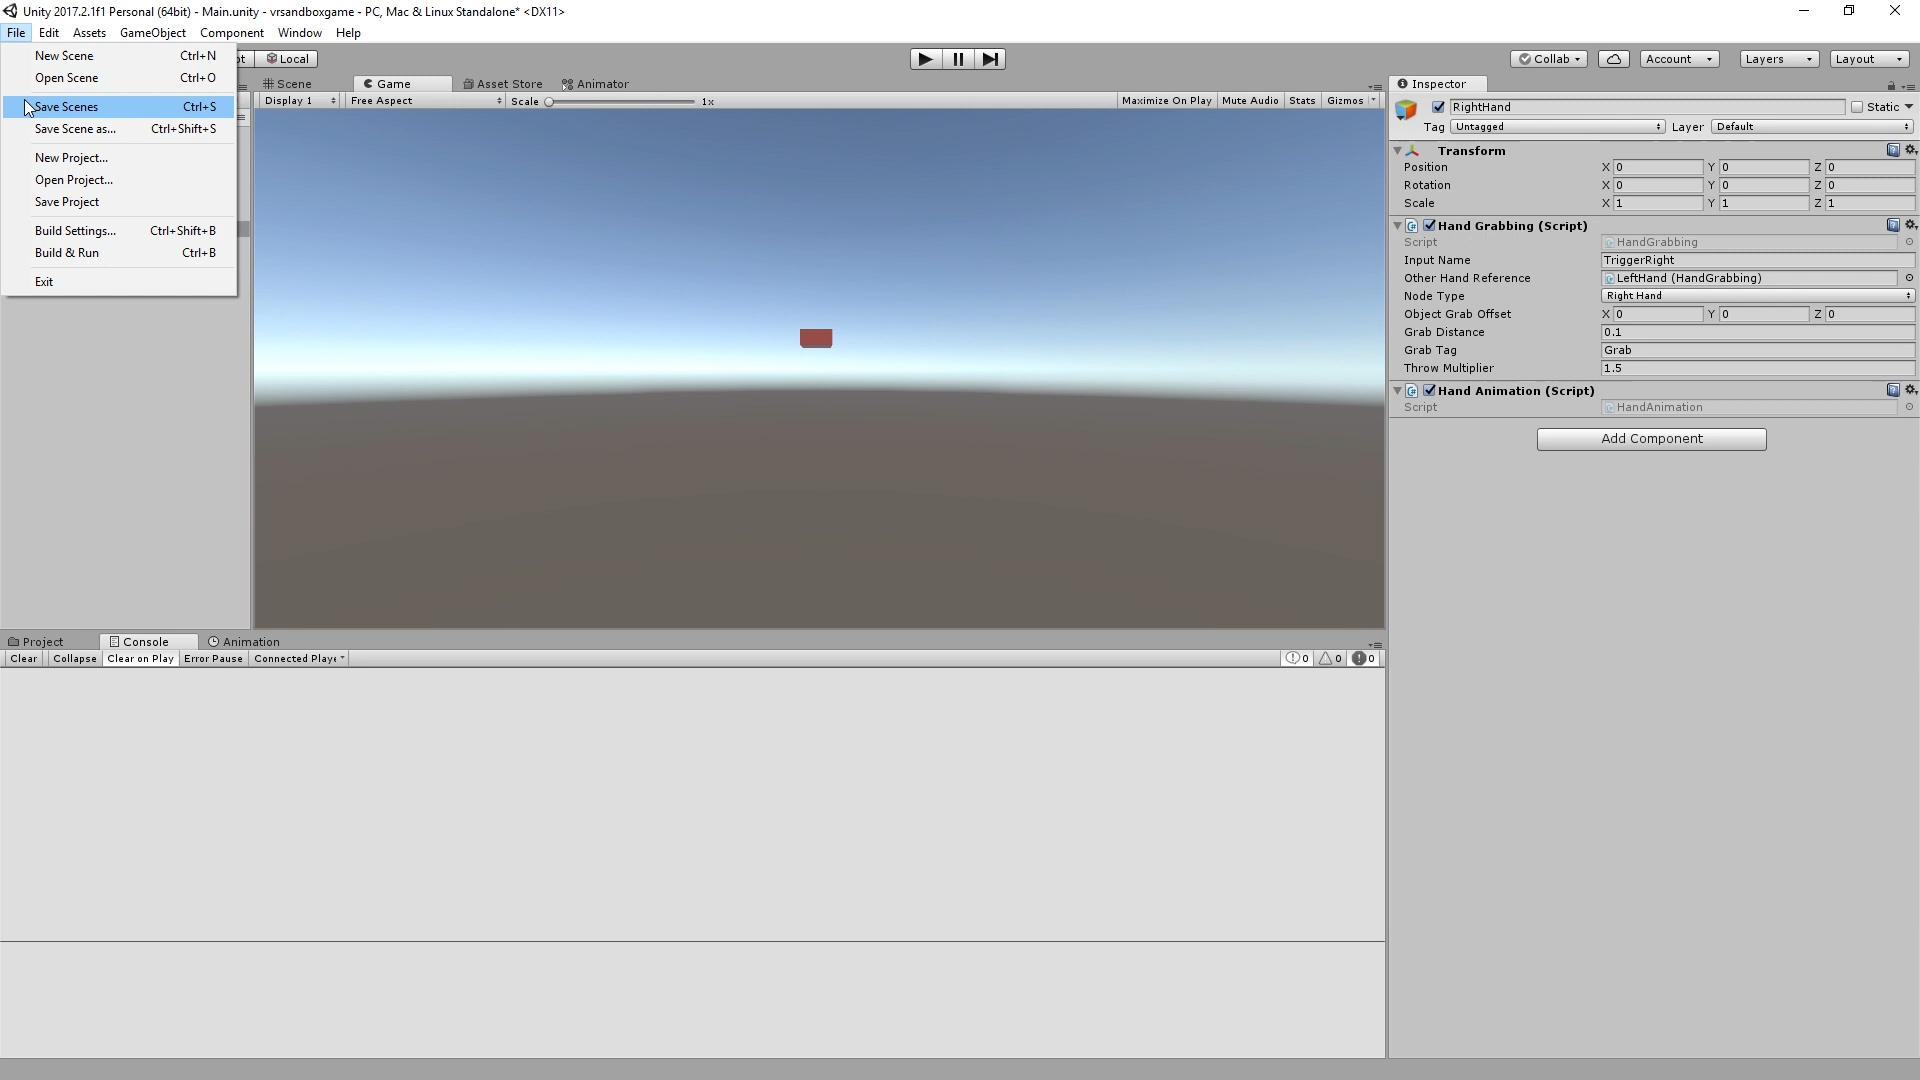 Unity 2017.2.1f1 Personal (64bit) - Main.unity - vrsandboxgame - PC, Mac & Linux Standalone* <DX11>
File Edit Assets GameObject Component Window Help
New Scene Ctrl+N
Open Scene Ctrl+O
Save Scenes Ctrl+S
Save Scene as... Ctrl+Shift+S
New Project...
Open Project...
Save Project
Build Settings... Ctrl+Shift+B
Build & Run Ctrl+B
Exit
Local
Collab Account Layers Layout
Scene Game Asset Store Animator
Display 1 Free Aspect Scale 1x Maximize On Play Mute Audio Stats Gizmos
Inspector
RightHand Static
Tag Untagged Layer Default
Transform
Position X 0 Y 0 Z 0
Rotation X 0 Y 0 Z 0
Scale X 1 Y 1 Z 1
Hand Grabbing (Script)
Script HandGrabbing
Input Name TriggerRight
Other Hand Reference LeftHand (HandGrabbing)
Node Type Right Hand
Object Grab Offset X 0 Y 0 Z 0
Grab Distance 0.1
Grab Tag Grab
Throw Multiplier 1.5
Hand Animation (Script)
Script HandAnimation
Add Component
Project Console Animation
Clear Collapse Clear on Play Error Pause Connected Playe 0 0 0